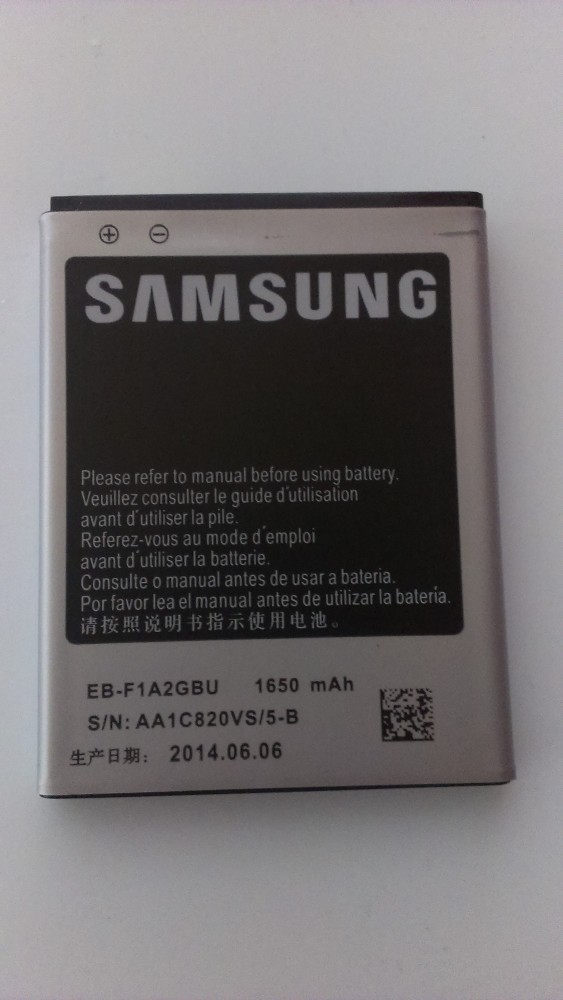 ⊕ ⊖
SAMSUNG
Please refer to manual before using battery.
Veuillez consulter le guide d'utilisation
avant d'utiliser la pile.
Referez-vous au mode d'emploi
avant d'utiliser la batterie.
Consulte o manual antes de usar a bateria.
Por favor lea el manual antes de utilizar la batería.
请按照说明书指示使用电池。
EB-F1A2GBU 1650 mAh
S/N: AA1C820VS/5-B
生产日期: 2014.06.06